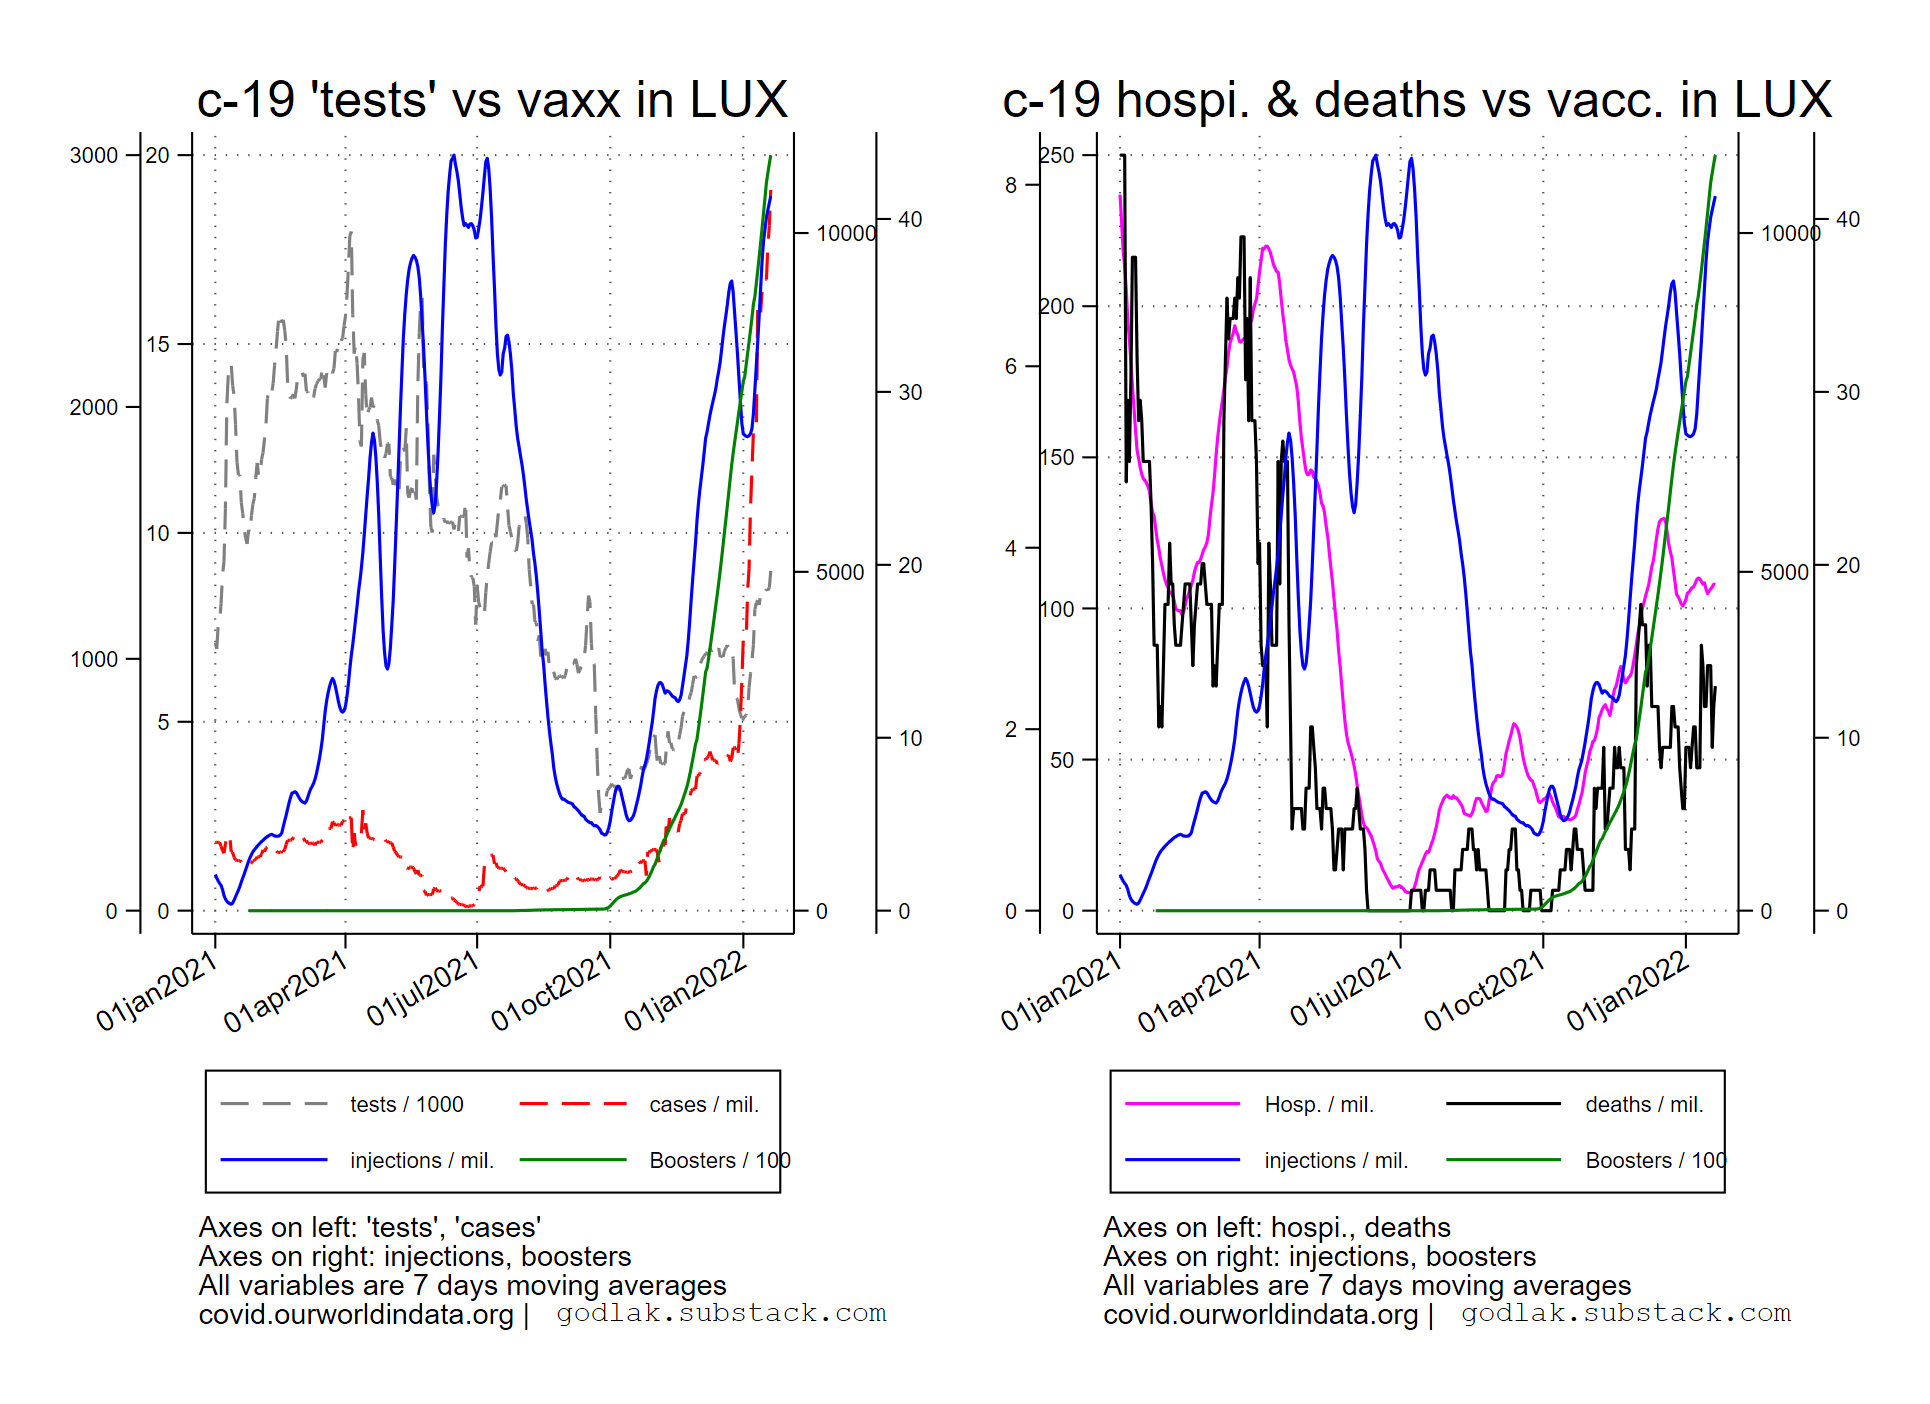 c-19 'tests' vs vaxx in LUX
3000
2000
1000
0
20
15
10
5
0
10000
5000
0
40
30
20
10
0
01jan2021
01apr2021
01jul2021
01oct2021
01jan2022
tests / 1000
cases / mil.
injections / mil.
Boosters / 100
Axes on left: 'tests', 'cases'
Axes on right: injections, boosters
All variables are 7 days moving averages
covid.ourworldindata.org | godlak.substack.com
c-19 hospi. & deaths vs vacc. in LUX
8
6
4
2
0
250
200
150
100
50
0
10000
5000
0
40
30
20
10
0
01jan2021
01apr2021
01jul2021
01oct2021
01jan2022
Hosp. / mil.
deaths / mil.
injections / mil.
Boosters / 100
Axes on left: hospi., deaths
Axes on right: injections, boosters
All variables are 7 days moving averages
covid.ourworldindata.org | godlak.substack.com